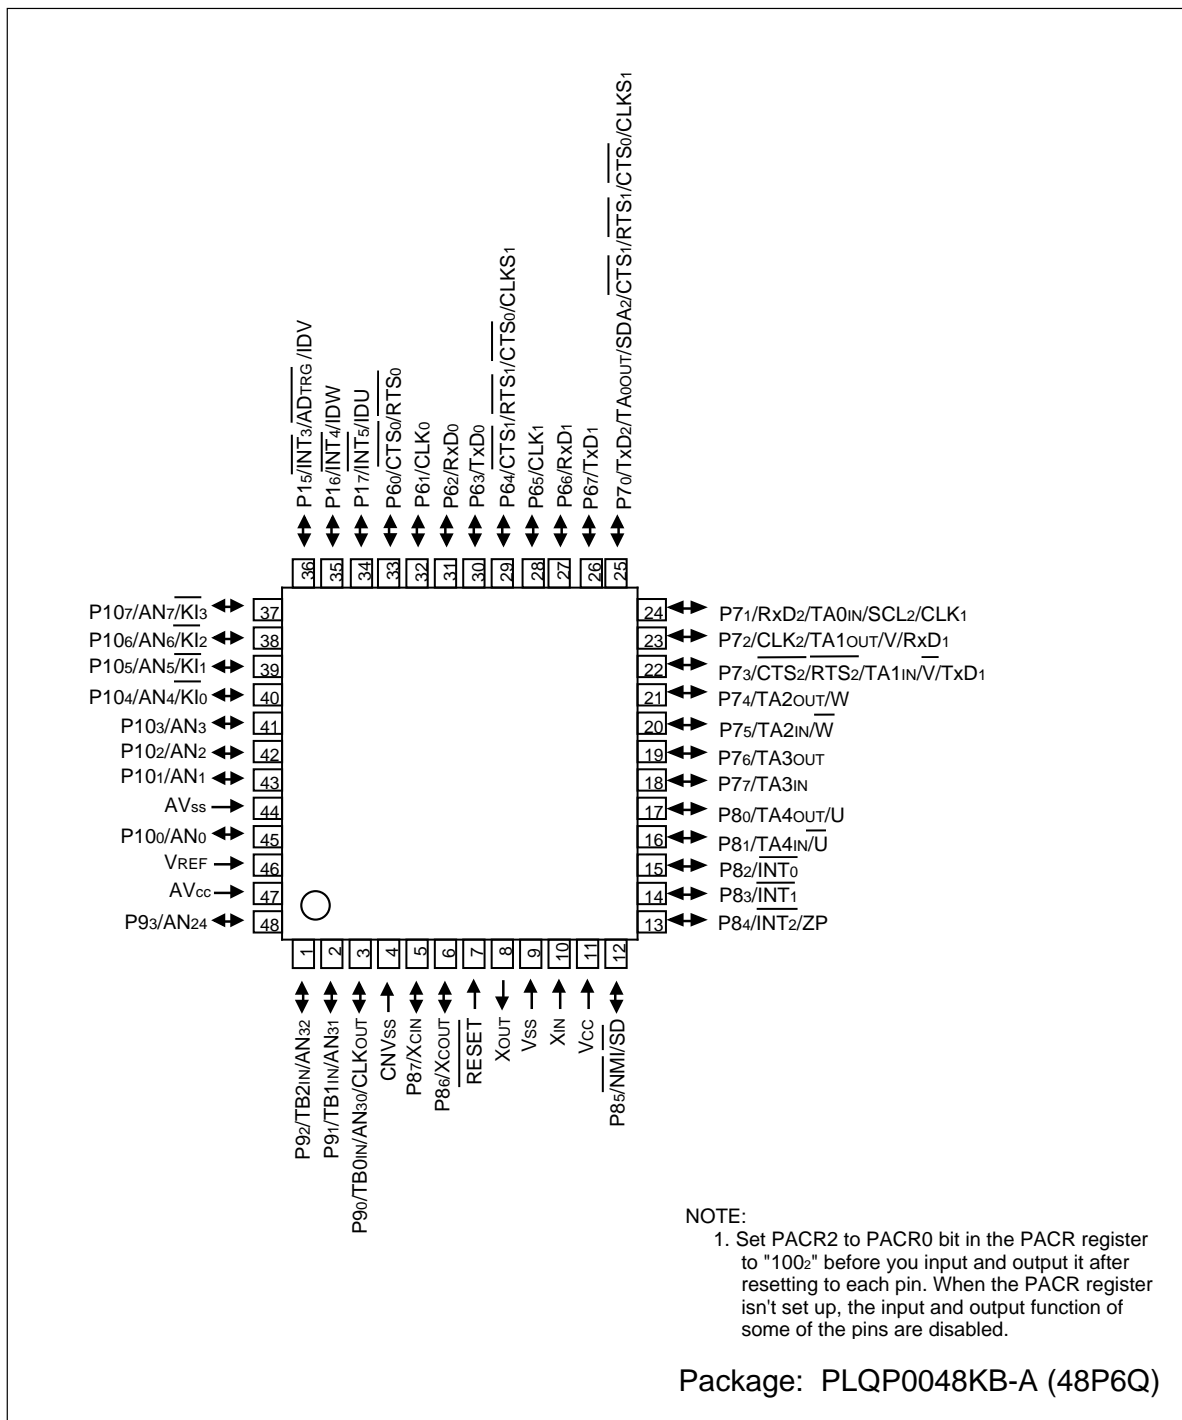 P70/TxD2/TA0OUT/SDA2/CTS1/RTS1/CTS0/CLKS1
P15/INT3/ADTRG /IDV
P16/INT4/IDW
P17/INT5/IDU
P60/CTS0/RTS0
P61/CLK0
P62/RxD0
P63/TxD0
P64/CTS1/RTS1/CTS0/CLKS1
P65/CLK1
P66/RxD1
P67/TxD1
36 35 34 33 32 31 30 29 28 27 26 25
P107/AN7/KI3 37
P106/AN6/KI2 38
P105/AN5/KI1 39
P104/AN4/KI0 40
P103/AN3 41
P102/AN2 42
P101/AN1 43
AVss 44
P100/AN0 45
VREF 46
AVcc 47
P93/AN24 48
24 P71/RxD2/TA0IN/SCL2/CLK1
23 P72/CLK2/TA1OUT/V/RxD1
22 P73/CTS2/RTS2/TA1IN/V/TxD1
21 P74/TA2OUT/W
20 P75/TA2IN/W
19 P76/TA3OUT
18 P77/TA3IN
17 P80/TA4OUT/U
16 P81/TA4IN/U
15 P82/INT0
14 P83/INT1
13 P84/INT2/ZP
1 2 3 4 5 6 7 8 9 10 11 12
P92/TB2IN/AN32
P91/TB1IN/AN31
P90/TB0IN/AN30/CLKOUT
CNVss
P87/XCIN
P86/XCOUT
RESET
XOUT
Vss
XIN
Vcc
P85/NMI/SD
NOTE:
1. Set PACR2 to PACR0 bit in the PACR register
to "1002" before you input and output it after
resetting to each pin. When the PACR register
isn't set up, the input and output function of
some of the pins are disabled.
Package: PLQP0048KB-A (48P6Q)